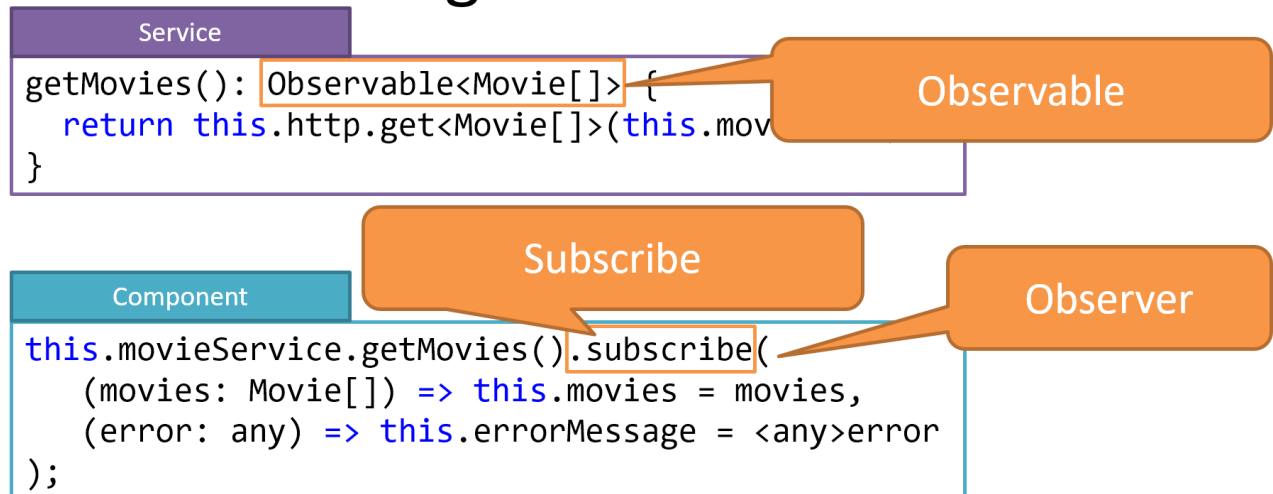 Service
getMovies(): Observable<Movie[]> {
return this.http.get<Movie[]>(this.mov
}
Observable
Subscribe
Observer
Component
this.movieService.getMovies().subscribe(
(movies: Movie[]) => this.movies = movies,
(error: any) => this.errorMessage = <any>error
);